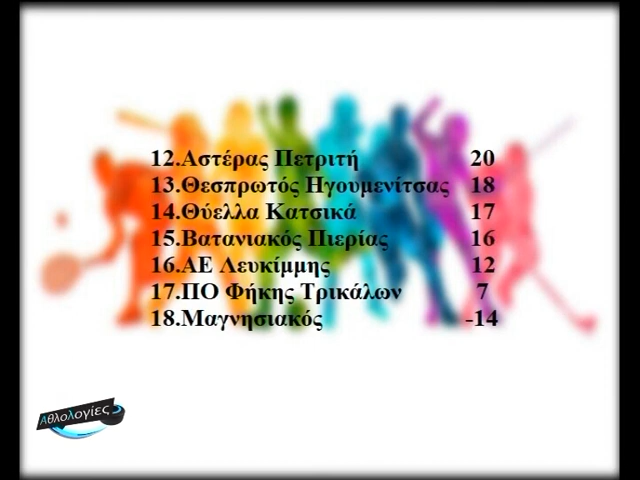 12.Αστέρας Πετριτή 20
13.Θεσπρωτός Ηγουμενίτσας 18
14.Θύελλα Κατσικά 17
15.Βατανιακός Πιερίας 16
16.ΑΕ Λευκίμμης 12
17.ΠΟ Φήκης Τρικάλων 7
18.Μαγνησιακός -14
Αθλολογίες